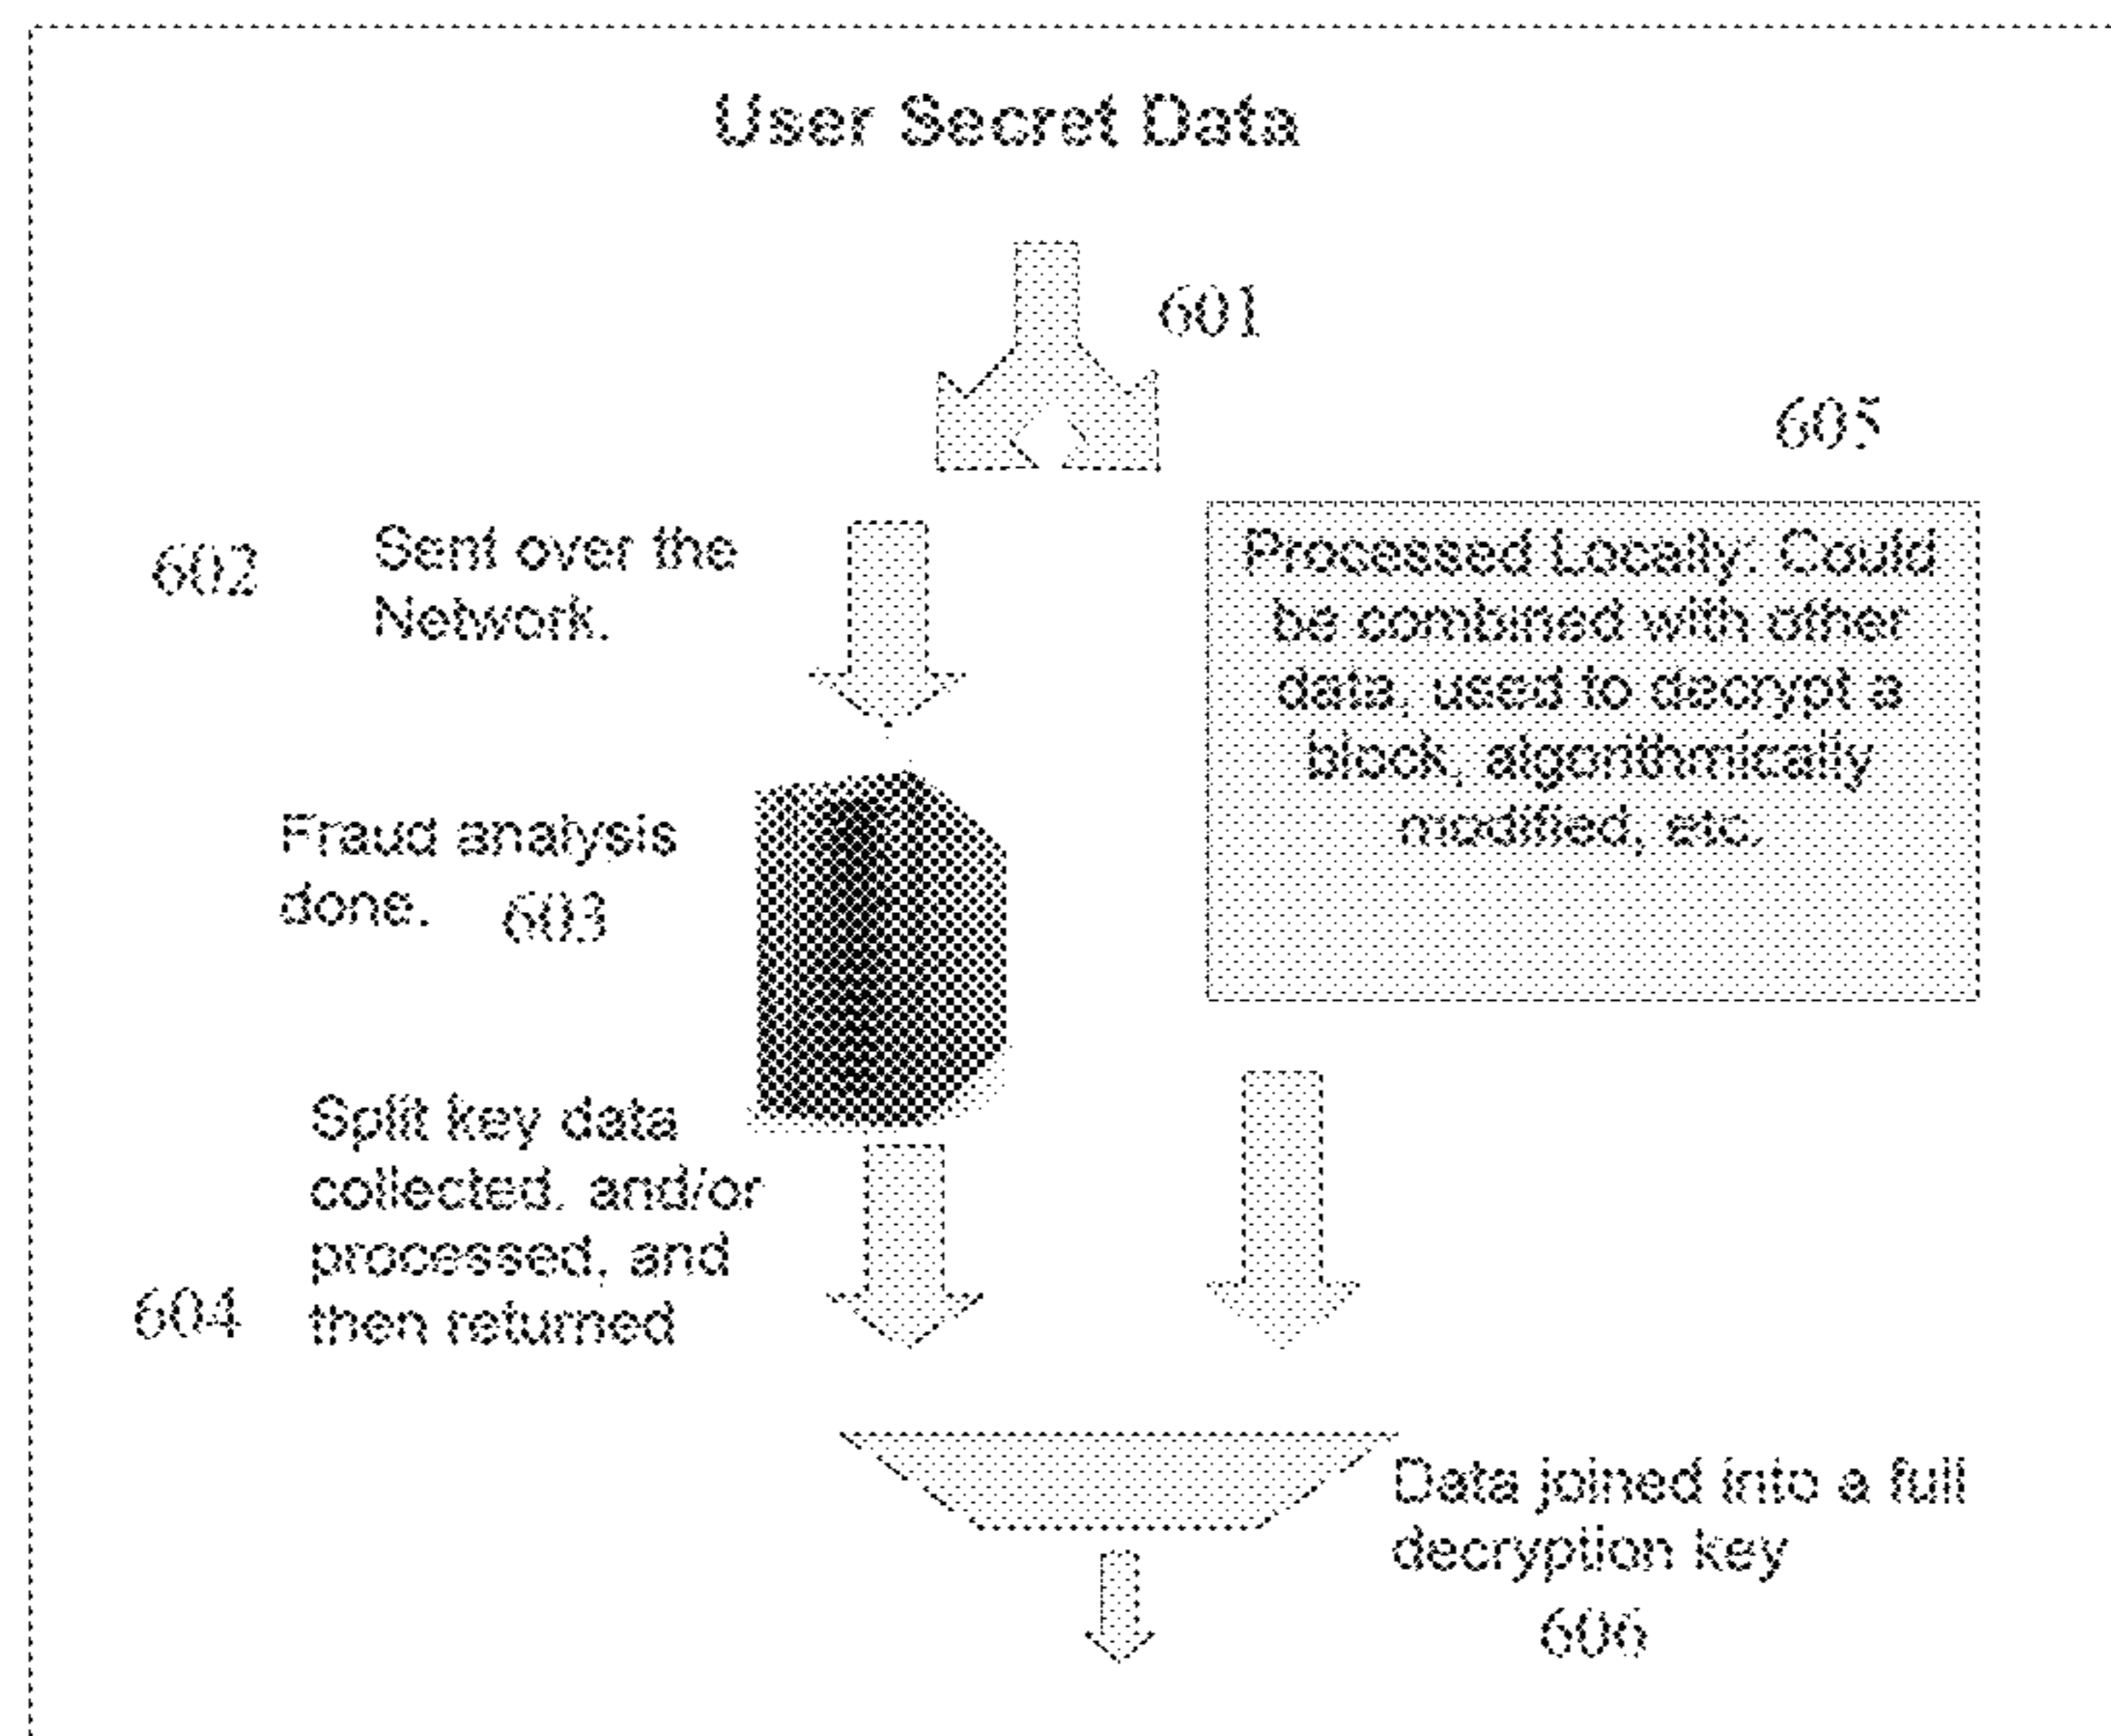 User Secret Data
601
605
602
Sent over the
Network.
Processed Locally. Could
be combined with other
data, used to decrypt a
block, algorithmically
modified, etc.
Fraud analysis
done. 603
Split key data
collected, and/or
processed, and
604 then returned
Data joined into a full
decryption key
606